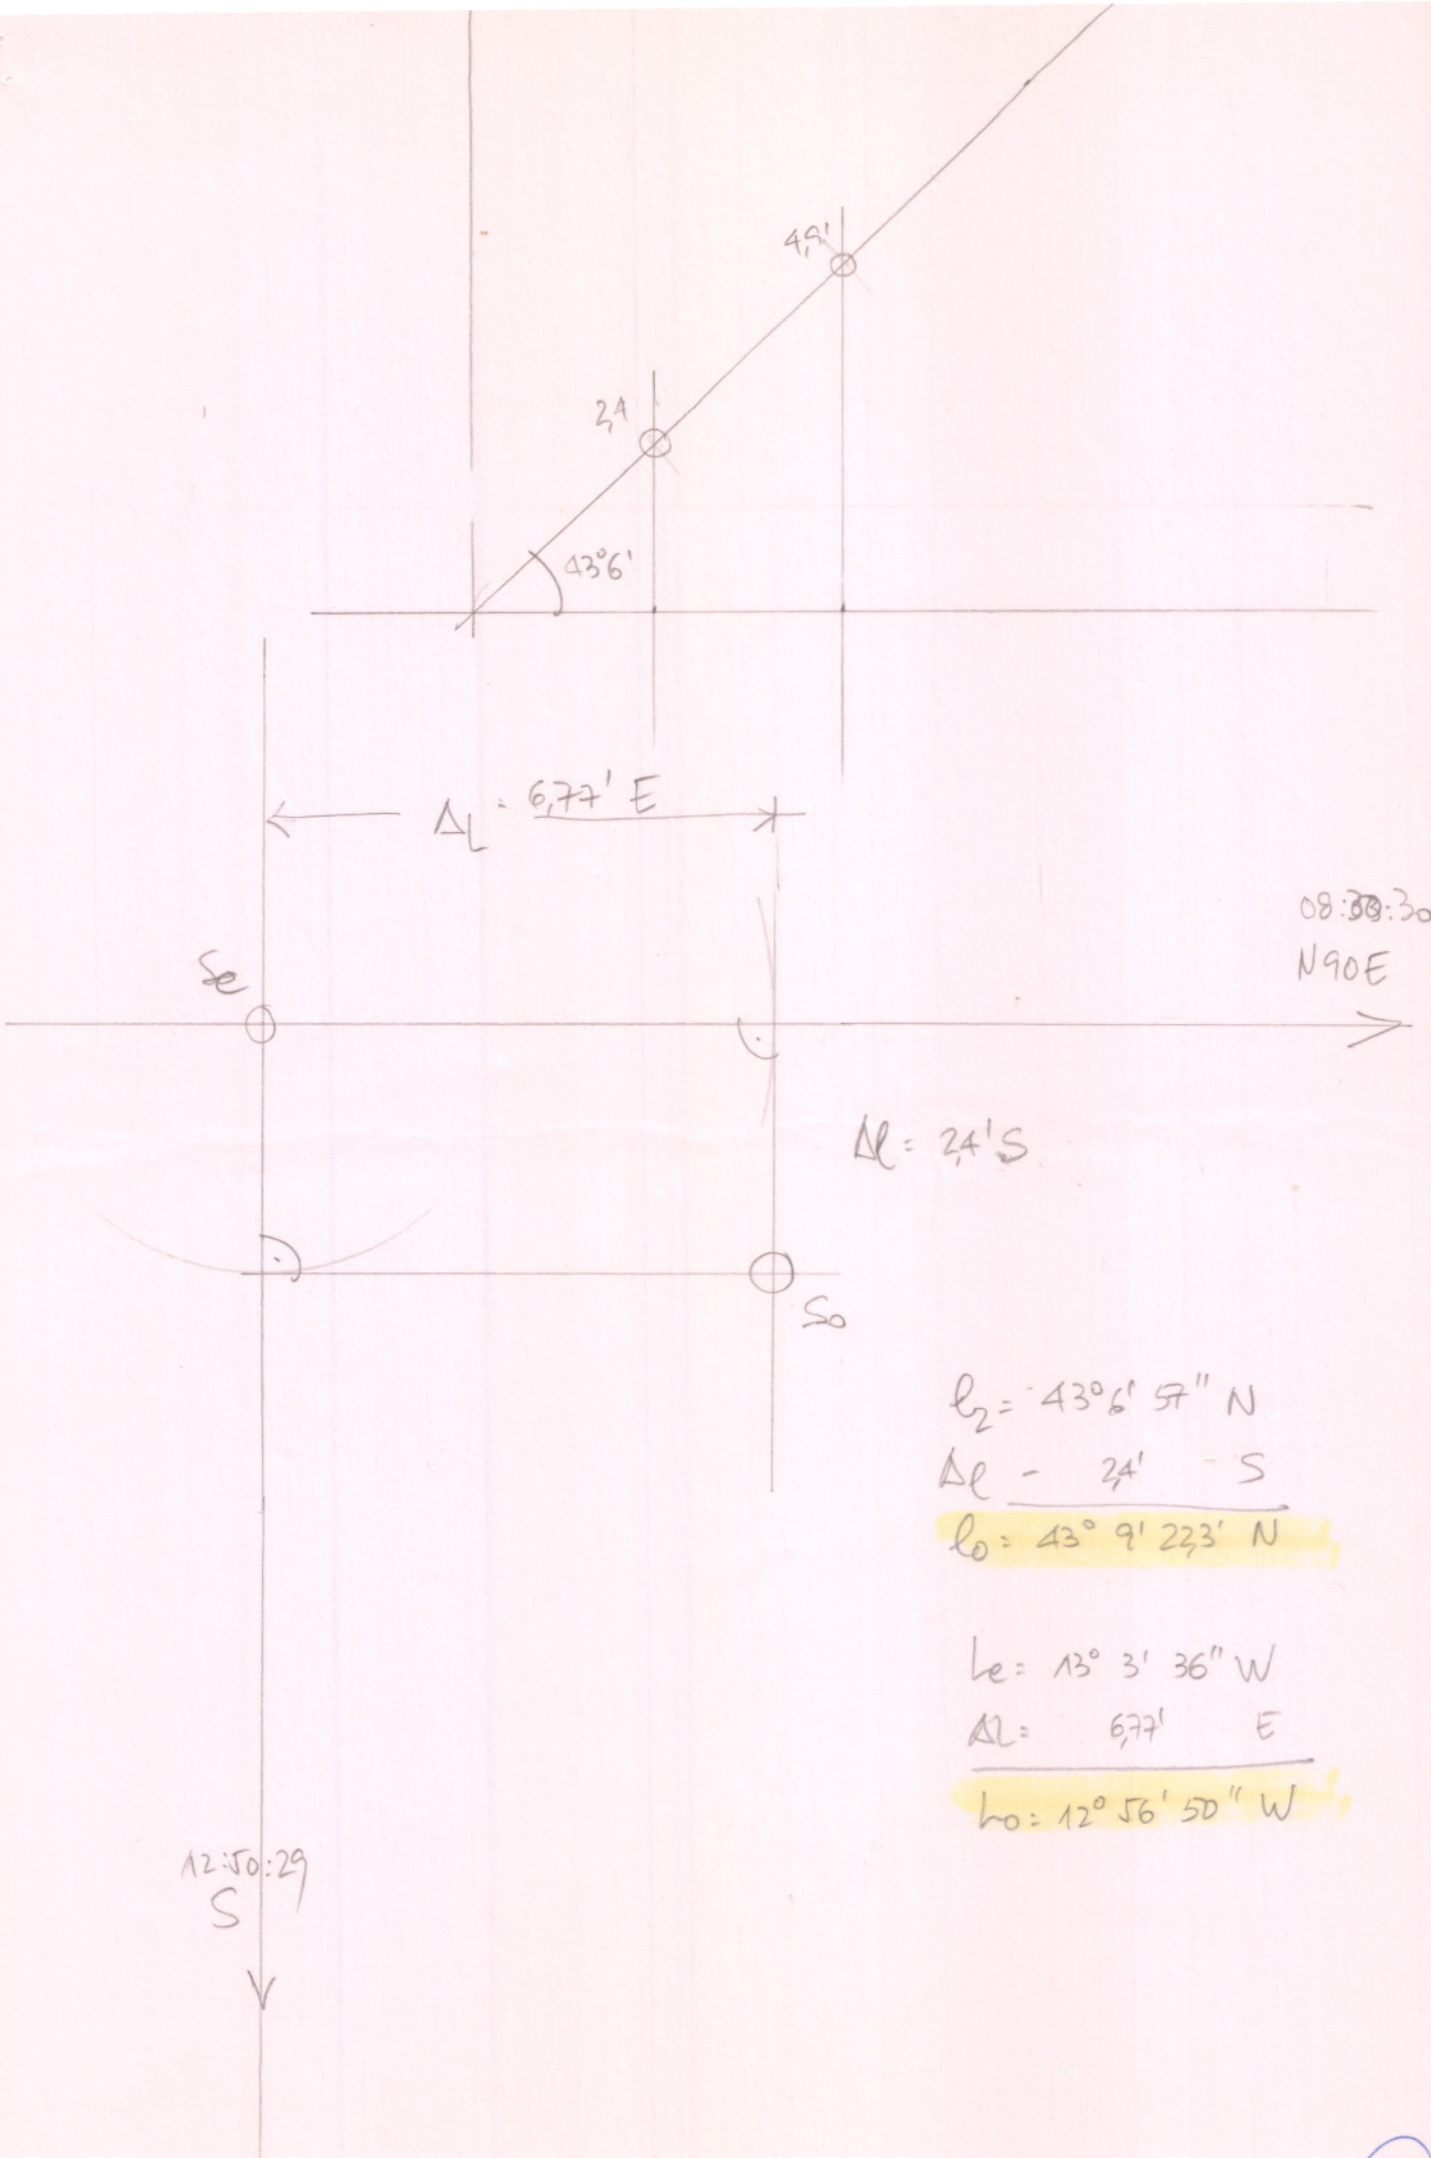 4,9'
2,4
43°6'
ΔL = 6,77' E
08:30:30
N90E
Se
Δℓ = 2,4' S
So
ℓ2 = 43°6' 57" N
Δℓ - 2,4' S
ℓo = 43° 9' 22,3' N
Le = 13° 3' 36" W
ΔL = 6,77' E
Lo = 12° 56' 50" W
12:50:29
S